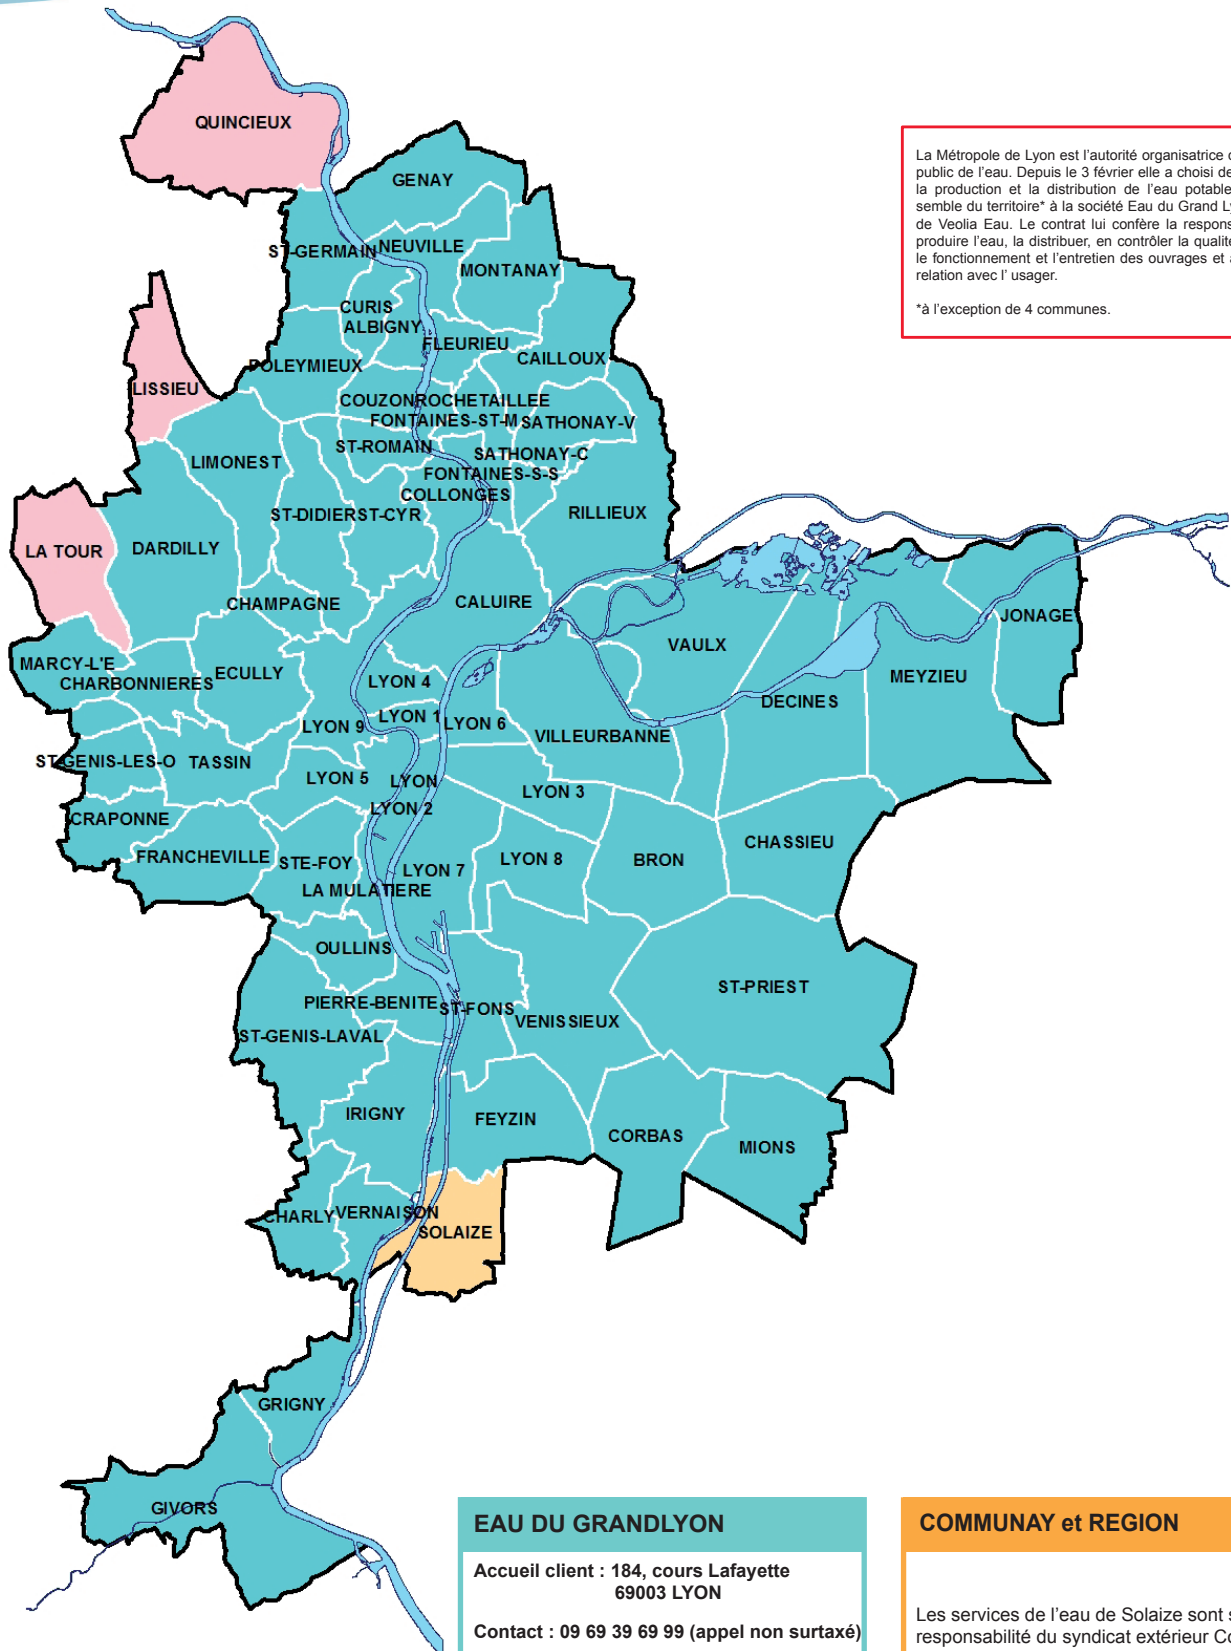 QUINCIEUX
La Métropole de Lyon est l’autorité organisatrice
public de l’eau. Depuis le 3 février elle a choisi de
la production et la distribution de l’eau potable
semble du territoire* à la société Eau du Grand
de Veolia Eau. Le contrat lui confère la
produire l’eau, la distribuer, en contrôler la
le fonctionnement et l’entretien des ouvrages et
relation avec l’ usager.
*à l’exception de 4 communes.
GENAY
ST-GERMAIN
NEUVILLE
MONTANAY
CURIS
ALBIGNY
FLEURIEU
CAILLOUX
POLEYMIEUX
LISSIEU
COUZON
ROCHETAILLEE
FONTAINES-ST-M
SATHONAY-V
ST-ROMAIN
SATHONAY-C
LIMONEST
FONTAINES-S-S
COLLONGES
ST-DIDIER
ST-CYR
RILLIEUX
LA TOUR
DARDILLY
CHAMPAGNE
CALUIRE
JONAGE
VAULX
MARCY-L'E
CHARBONNIERES
ECULLY
MEYZIEU
LYON 4
DECINES
LYON 1
LYON 6
LYON 9
VILLEURBANNE
ST-GENIS-LES-O
TASSIN
LYON 5
LYON
LYON 3
LYON 2
CRAPONNE
CHASSIEU
FRANCHEVILLE
STE-FOY
LYON 7
LYON 8
BRON
LA MULATIERE
OULLINS
ST-PRIEST
PIERRE-BENITE
ST-FONS
VENISSIEUX
ST-GENIS-LAVAL
IRIGNY
FEYZIN
CORBAS
MIONS
CHARLY
VERNAISON
SOLAIZE
GRIGNY
GIVORS
EAU DU GRANDLYON
Accueil client : 184, cours Lafayette
69003 LYON
Contact : 09 69 39 69 99 (appel non surtaxé)
COMMUNAY et REGION
Les services de l’eau de Solaize sont
responsabilité du syndicat extérieur